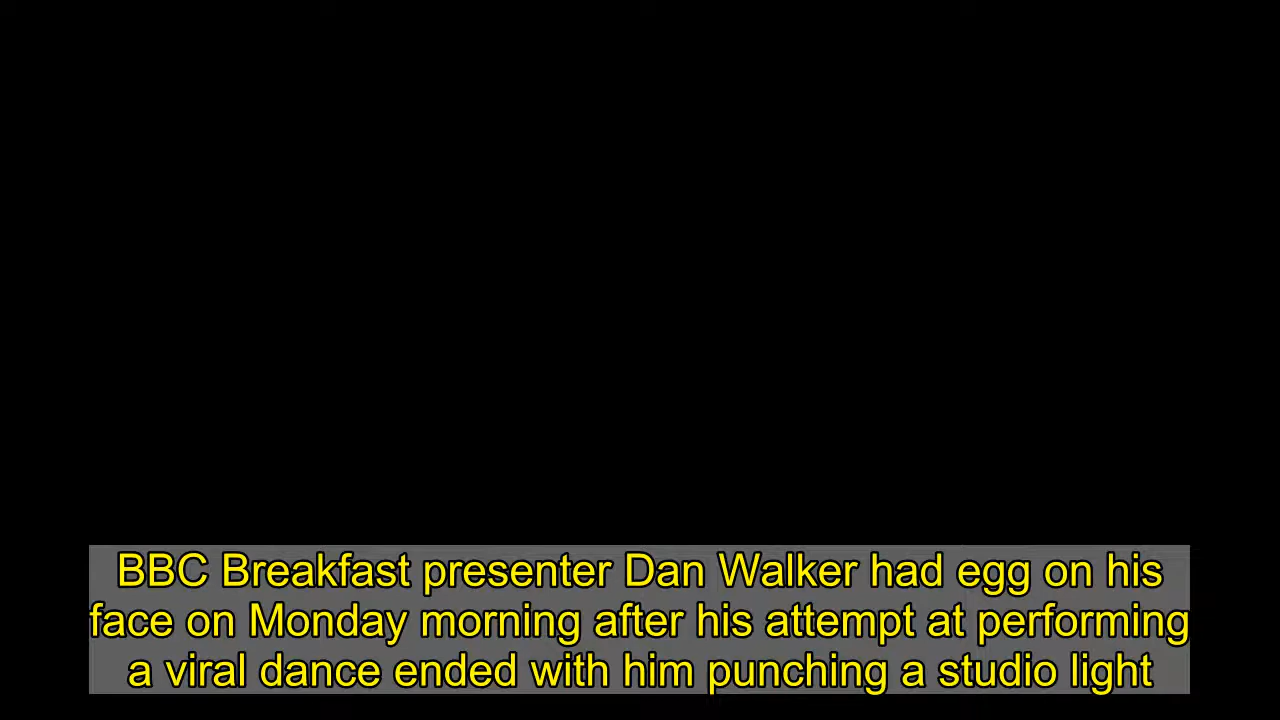 BBC Breakfast presenter Dan Walker had egg on his
face on Monday morning after his attempt at performing
a viral dance ended with him punching a studio light